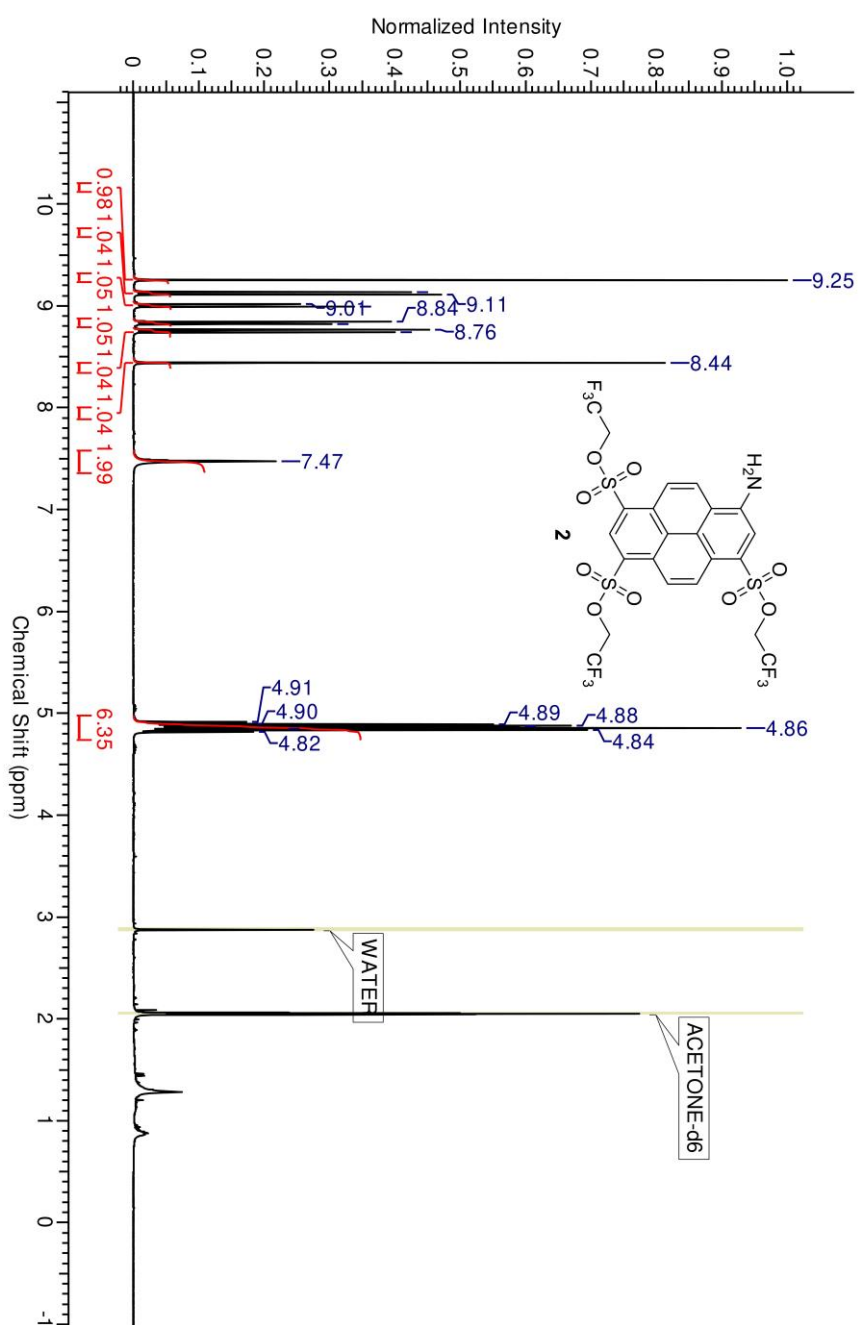 Normalized Intensity
1.0
0.9
0.8
0.7
0.6
0.5
0.4
0.3
0.2
0.1
0
9.25
9.11
9.01
8.84
8.76
8.44
7.47
4.91
4.90
4.89
4.88
4.86
4.84
4.82
WATER
ACETONE-d6
H2N
F3C
O
S
O
O
2
O
S
O
O
CF3
O
S
O
O
CF3
0.98 1.04 1.05 1.05 1.04 1.04 1.99 6.35
10 9 8 7 6 5 4 3 2 1 0 -1
Chemical Shift (ppm)